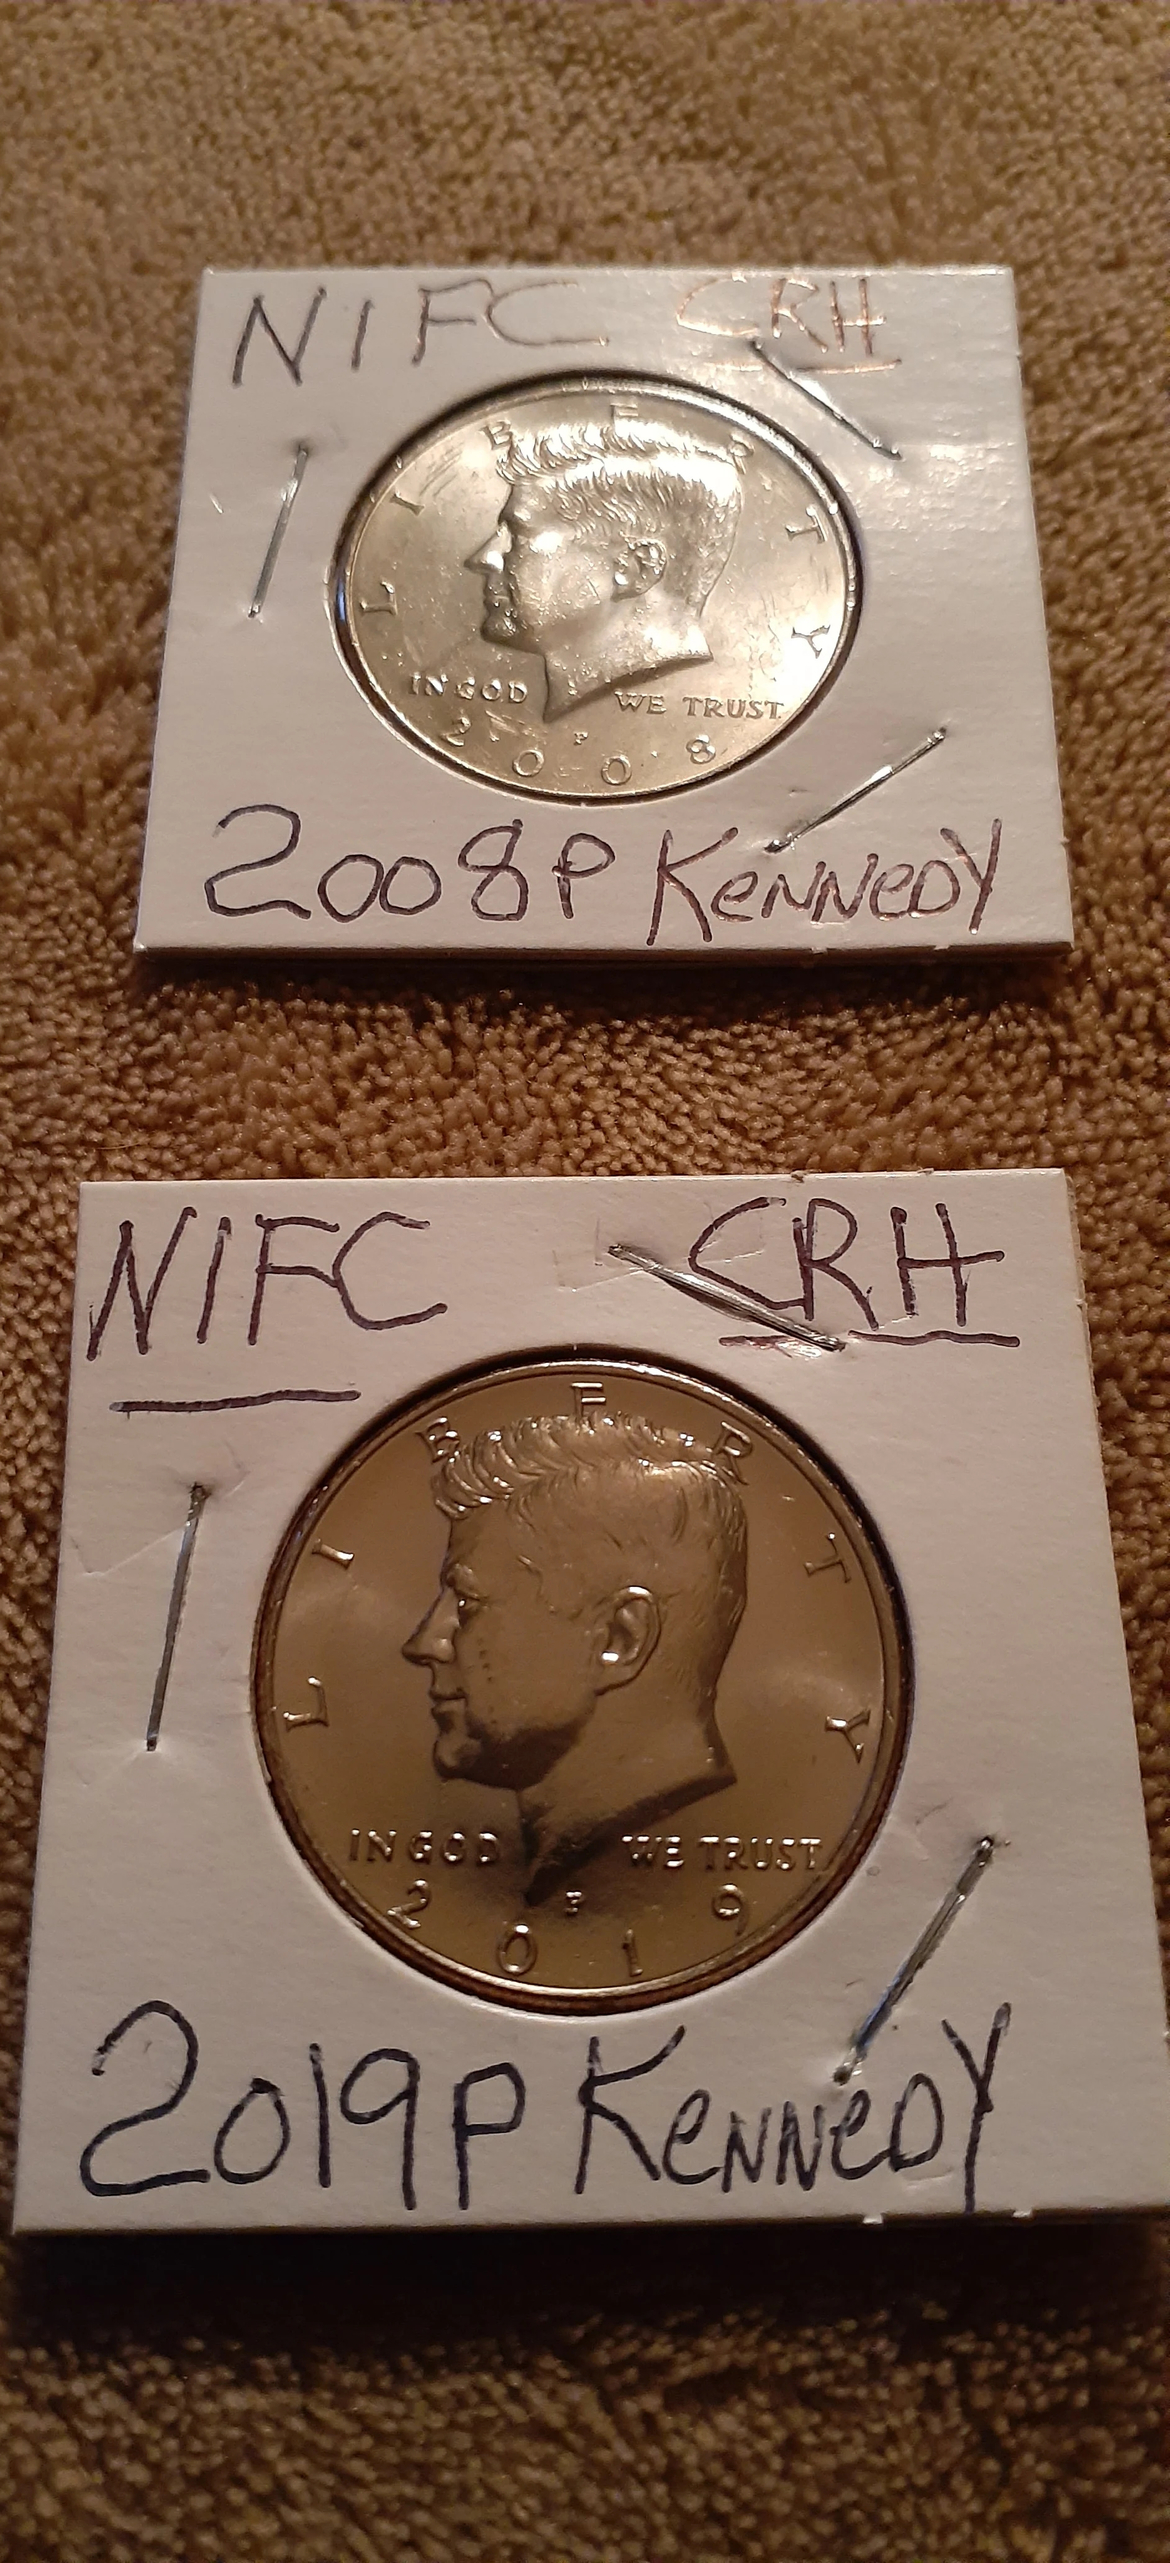 NIFC CRH
LIBERTY
IN GOD WE TRUST
P
2008
2008P KeNNeDY
NIFC CRH
LIBERTY
IN GOD WE TRUST
P
2019
2019P KeNNeDY